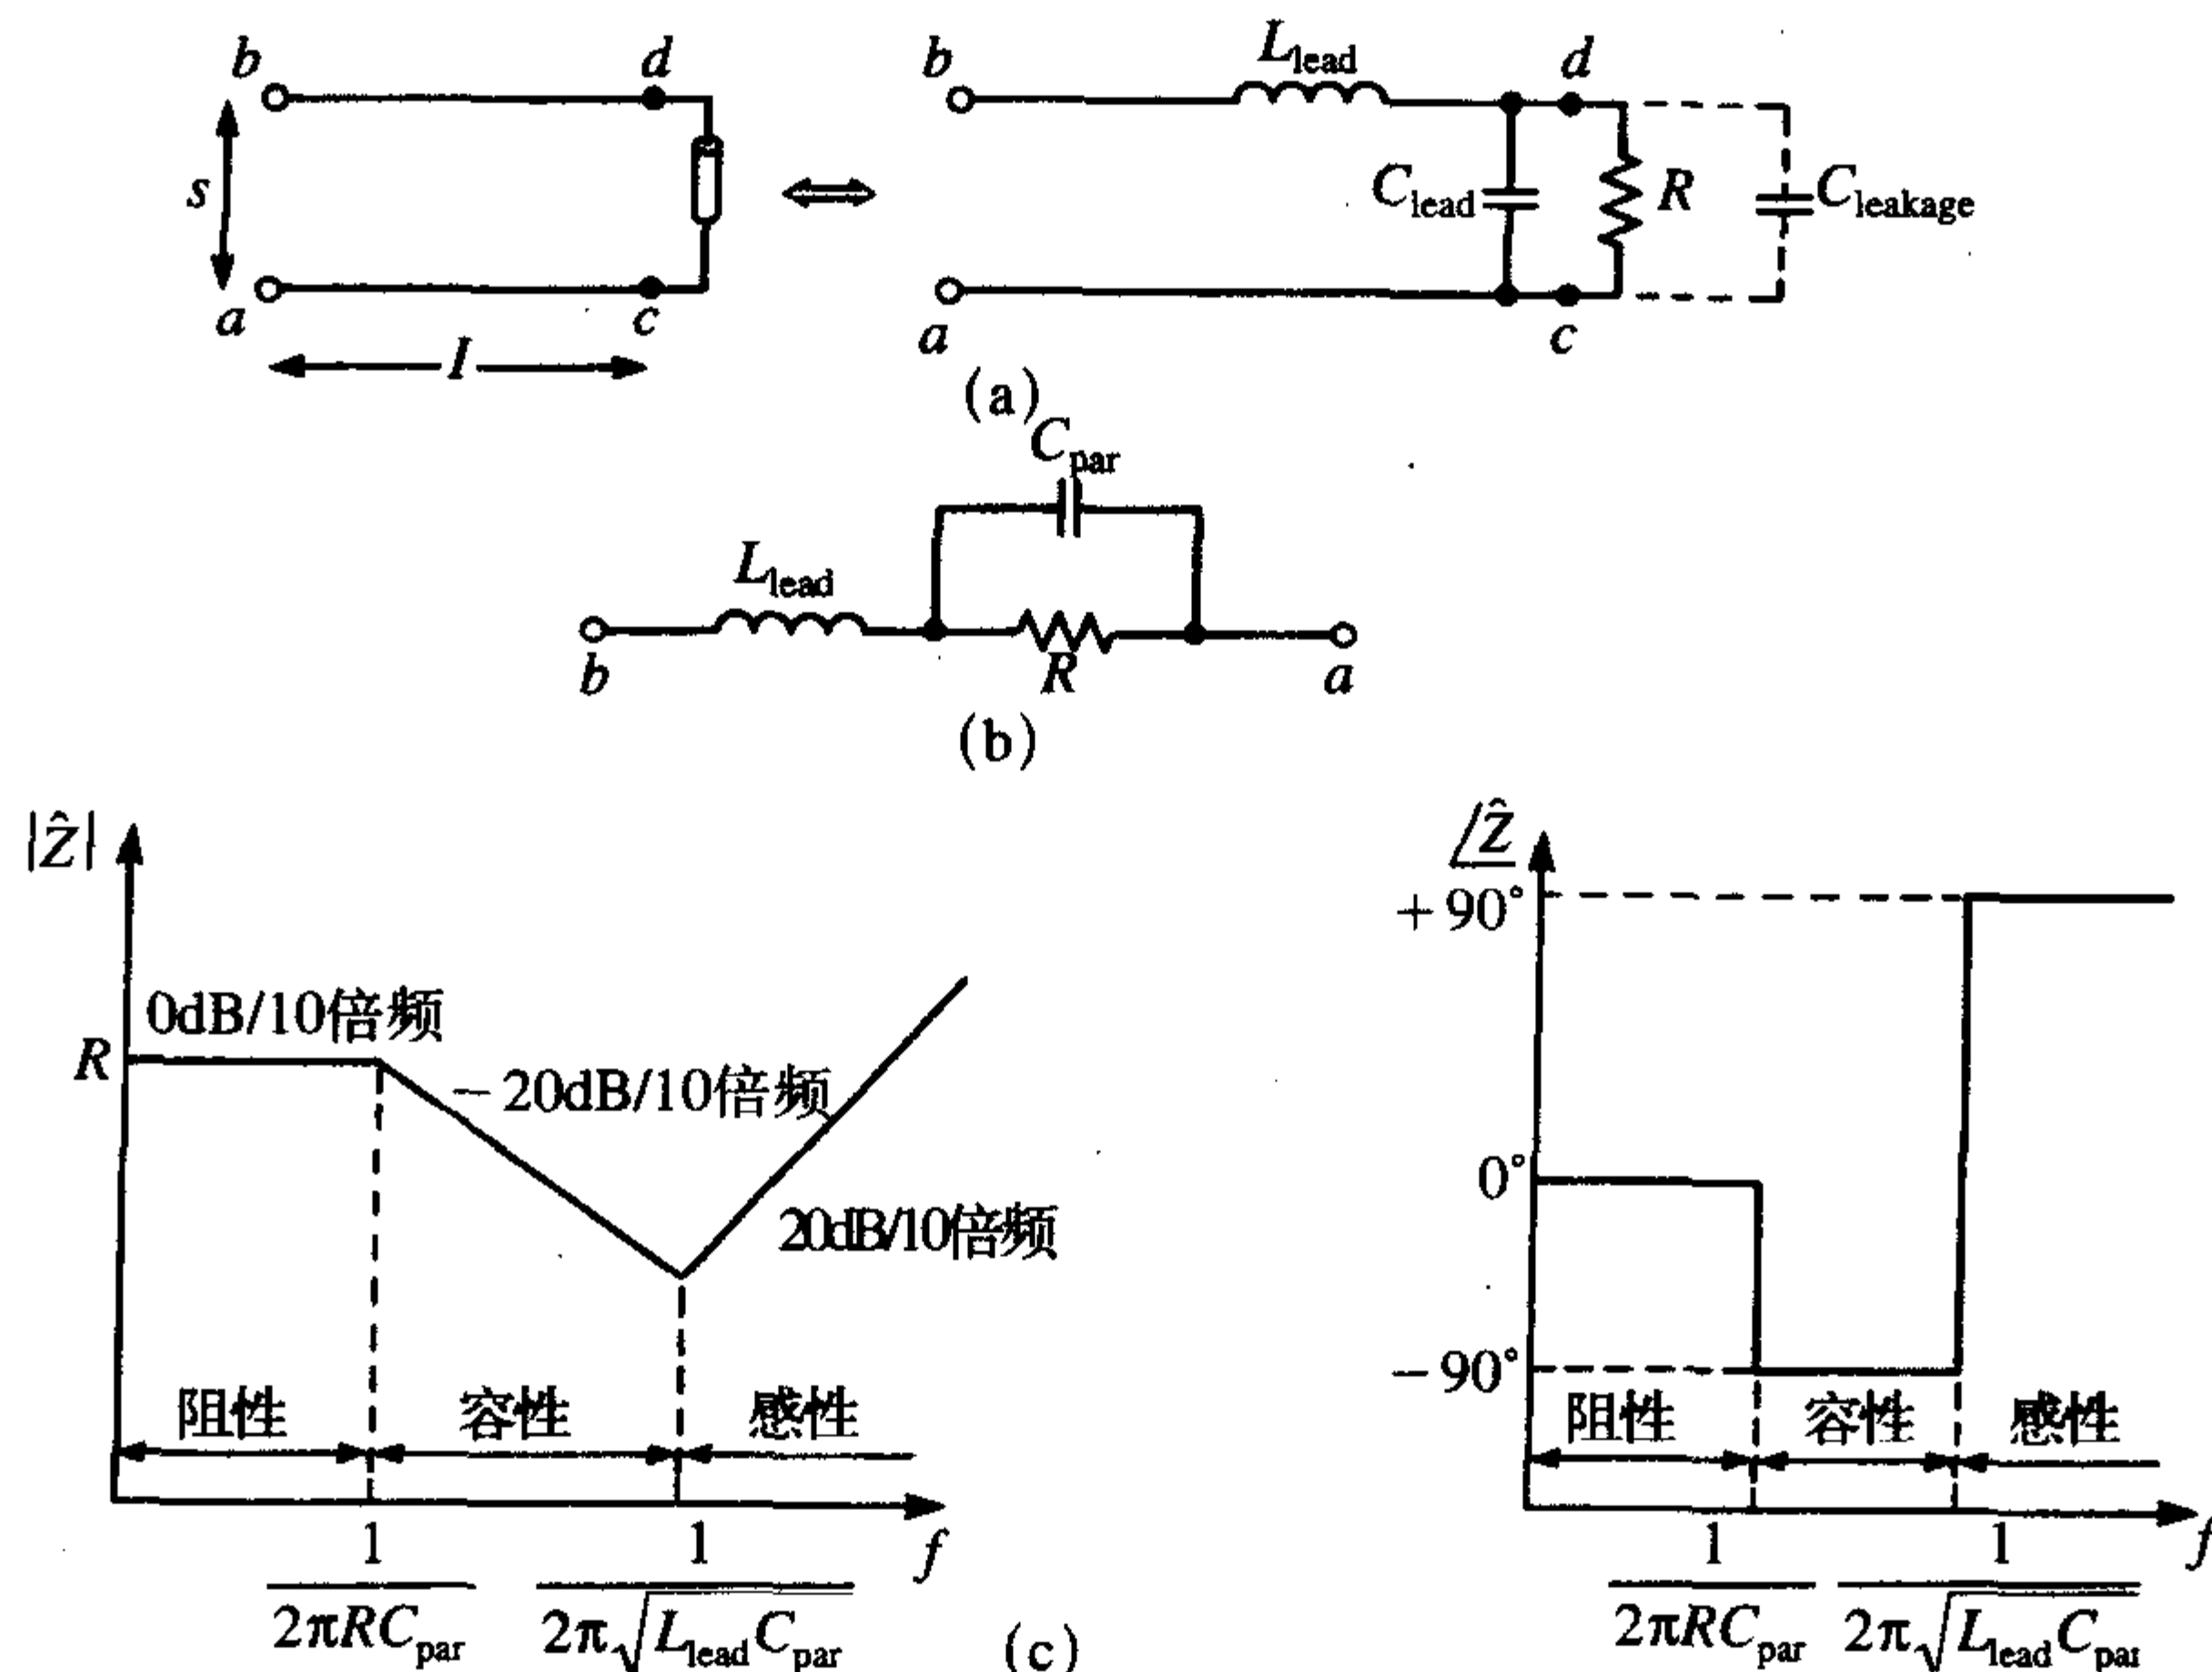 b
d
s
a
c
l
b
L_lead
d
C_lead
R
C_leakage
a
c
(a)
C_par
L_lead
b
R
a
(b)
|Ẑ|
R
0dB/10倍频
−20dB/10倍频
20dB/10倍频
阻性
容性
感性
1/(2πRC_par)
1/(2π√(L_lead C_par))
f
∠Ẑ
+90°
0°
−90°
阻性
容性
感性
1/(2πRC_par)
1/(2π√(L_lead C_par))
f
(c)